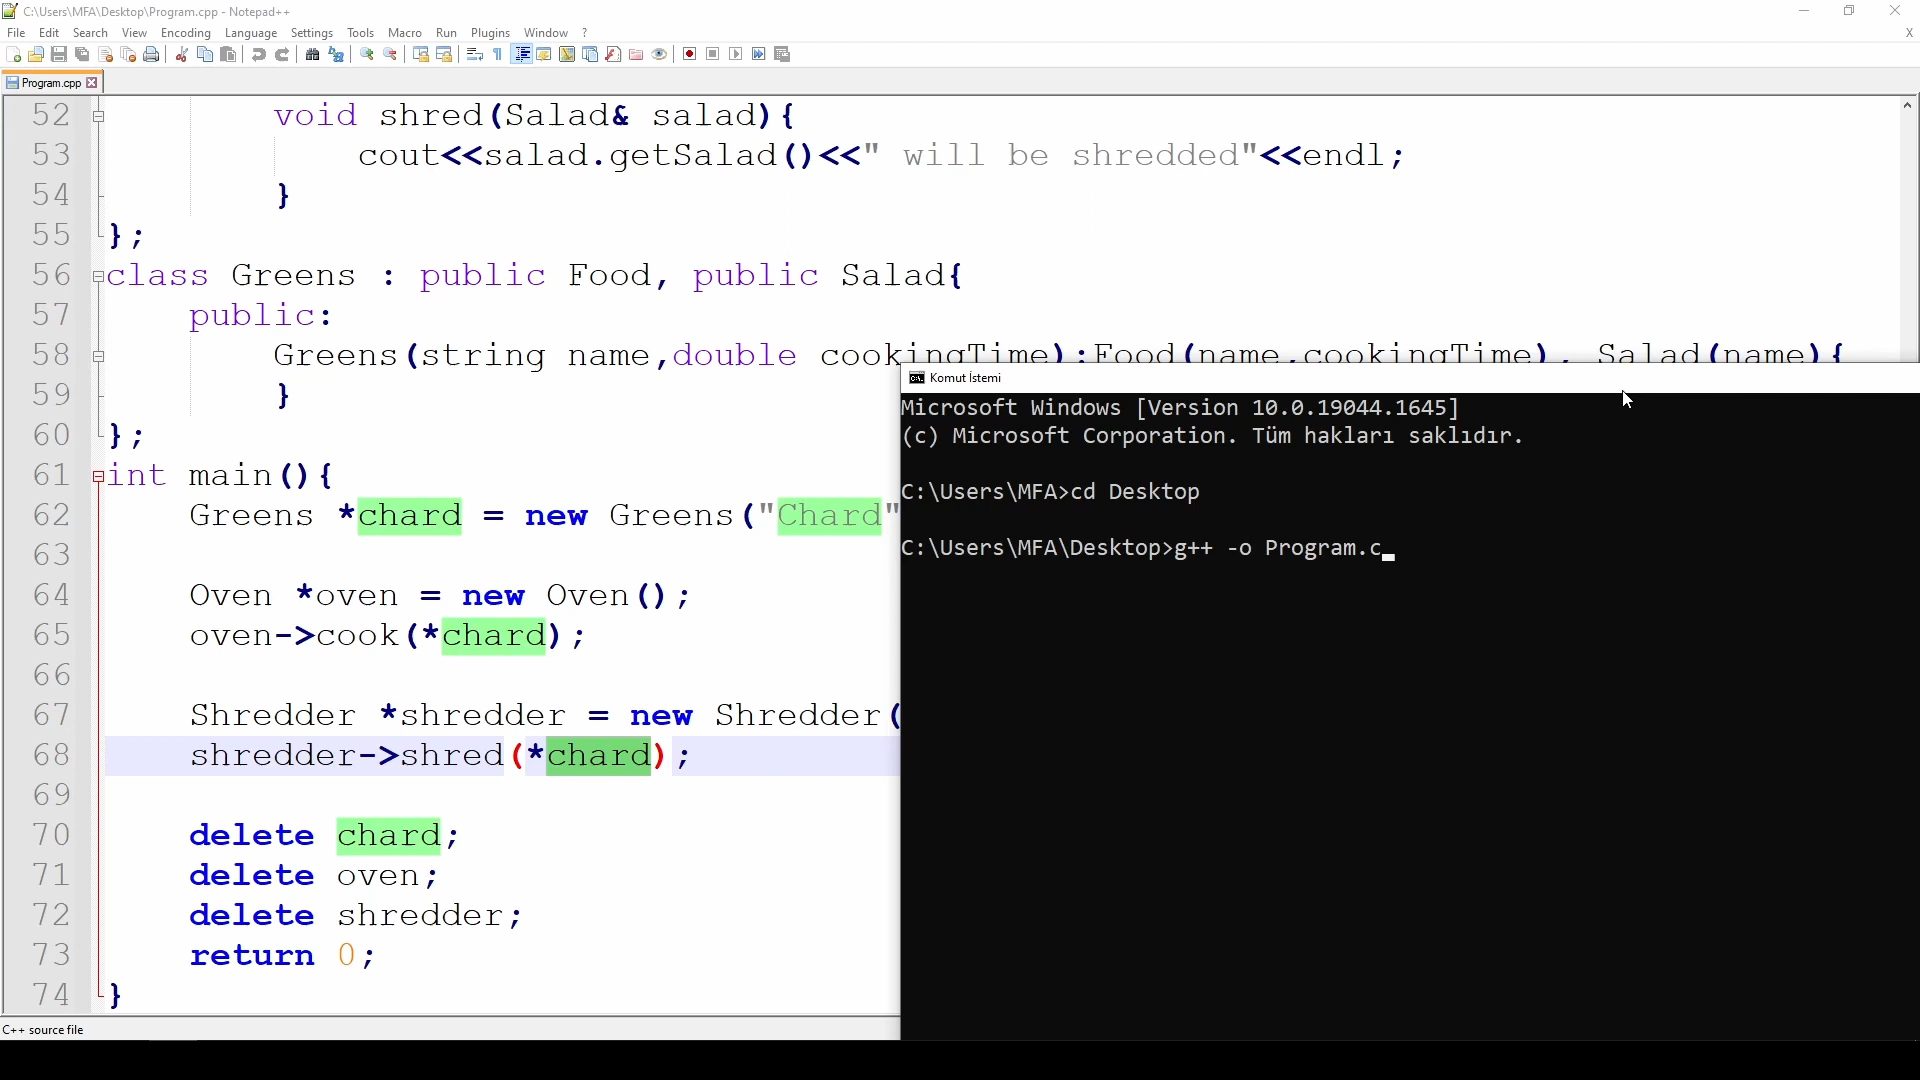 C:\Users\MFA\Desktop\Program.cpp - Notepad++
File Edit Search View Encoding Language Settings Tools Macro Run Plugins Window ? X
Program.cpp
52 void shred(Salad& salad){
53 cout<<salad.getSalad()<<" will be shredded"<<endl;
54 }
55 };
56 class Greens : public Food, public Salad{
57 public:
58 Greens(string name,double cookingTime):Food(name,cookingTime), Salad(name){
59 }
60 };
61 int main(){
62 Greens *chard = new Greens("Chard"
63
64 Oven *oven = new Oven();
65 oven->cook(*chard);
66
67 Shredder *shredder = new Shredder(
68 shredder->shred(*chard);
69
70 delete chard;
71 delete oven;
72 delete shredder;
73 return 0;
74 }
C++ source file
Komut İstemi
Microsoft Windows [Version 10.0.19044.1645]
(c) Microsoft Corporation. Tüm hakları saklıdır.
C:\Users\MFA>cd Desktop
C:\Users\MFA\Desktop>g++ -o Program.c